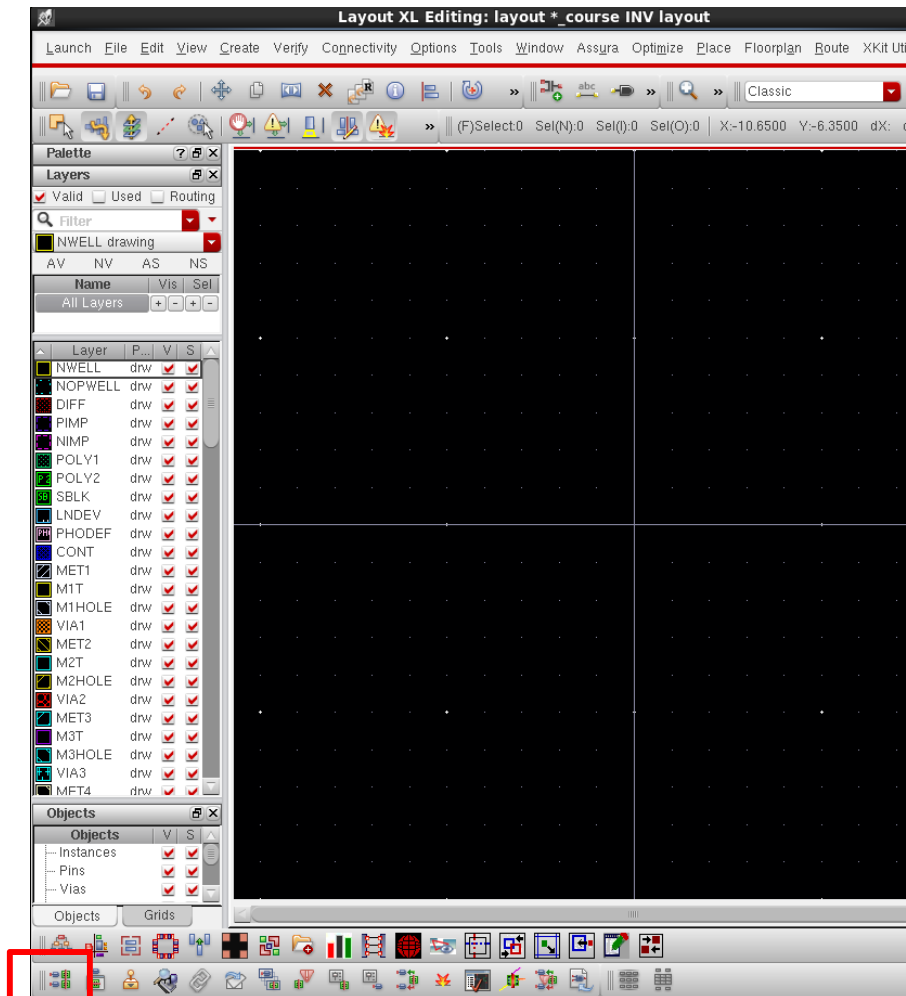 Layout XL Editing: layout *_course INV layout
Launch File Edit View Create Verify Connectivity Options Tools Window Assura Optimize Place Floorplan Route XKit Uti
R abc » » » Classic
» (F)Select:0 Sel(N):0 Sel(I):0 Sel(O):0 X:-10.6500 Y:-6.3500 dX:
Palette
Layers
Valid Used Routing
Filter
NWELL drawing
AV NV AS NS
Name Vis Sel
All Layers + - + -
Layer P... V S
NWELL drw
NOPWELL drw
DIFF drw
PIMP drw
NIMP drw
POLY1 drw
POLY2 drw
SBLK drw
LNDEV drw
PHODEF drw
CONT drw
MET1 drw
M1T drw
M1HOLE drw
VIA1 drw
MET2 drw
M2T drw
M2HOLE drw
VIA2 drw
MET3 drw
M3T drw
M3HOLE drw
VIA3 drw
MET4 drw
Objects
Objects V S
Instances
Pins
Vias
Objects Grids